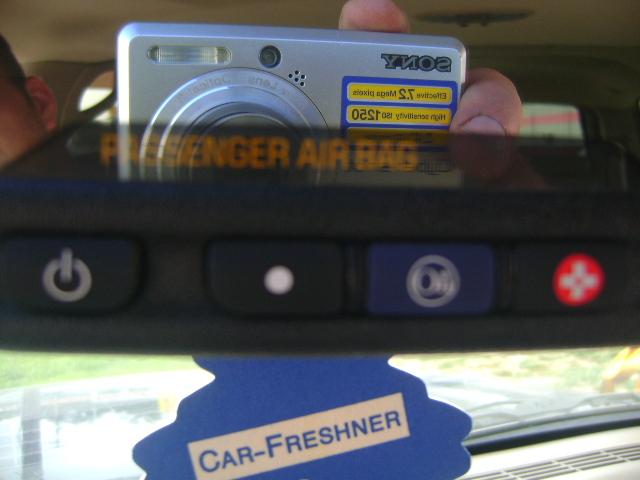 SONY
Effective 7.2 Mega pixels
High sensitivity ISO 1250
PASSENGER AIR BAG
CAR-FRESHNER